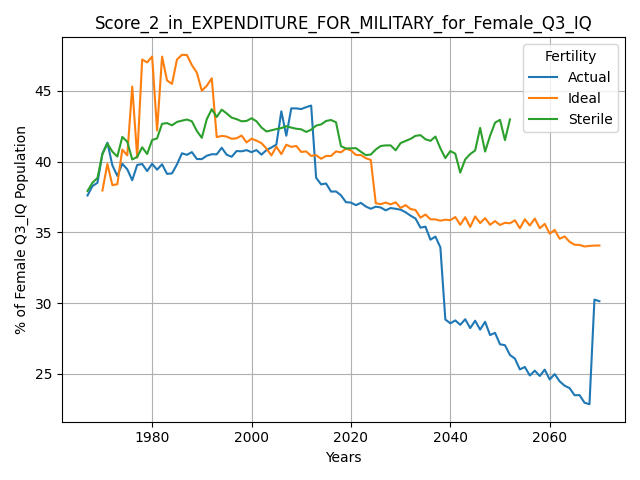 Score_2_in_EXPENDITURE_FOR_MILITARY_for_Female_Q3_IQ
Fertility
Actual
Ideal
Sterile
% of Female Q3_IQ Population
45
40
35
30
25
1980
2000
2020
2040
2060
Years